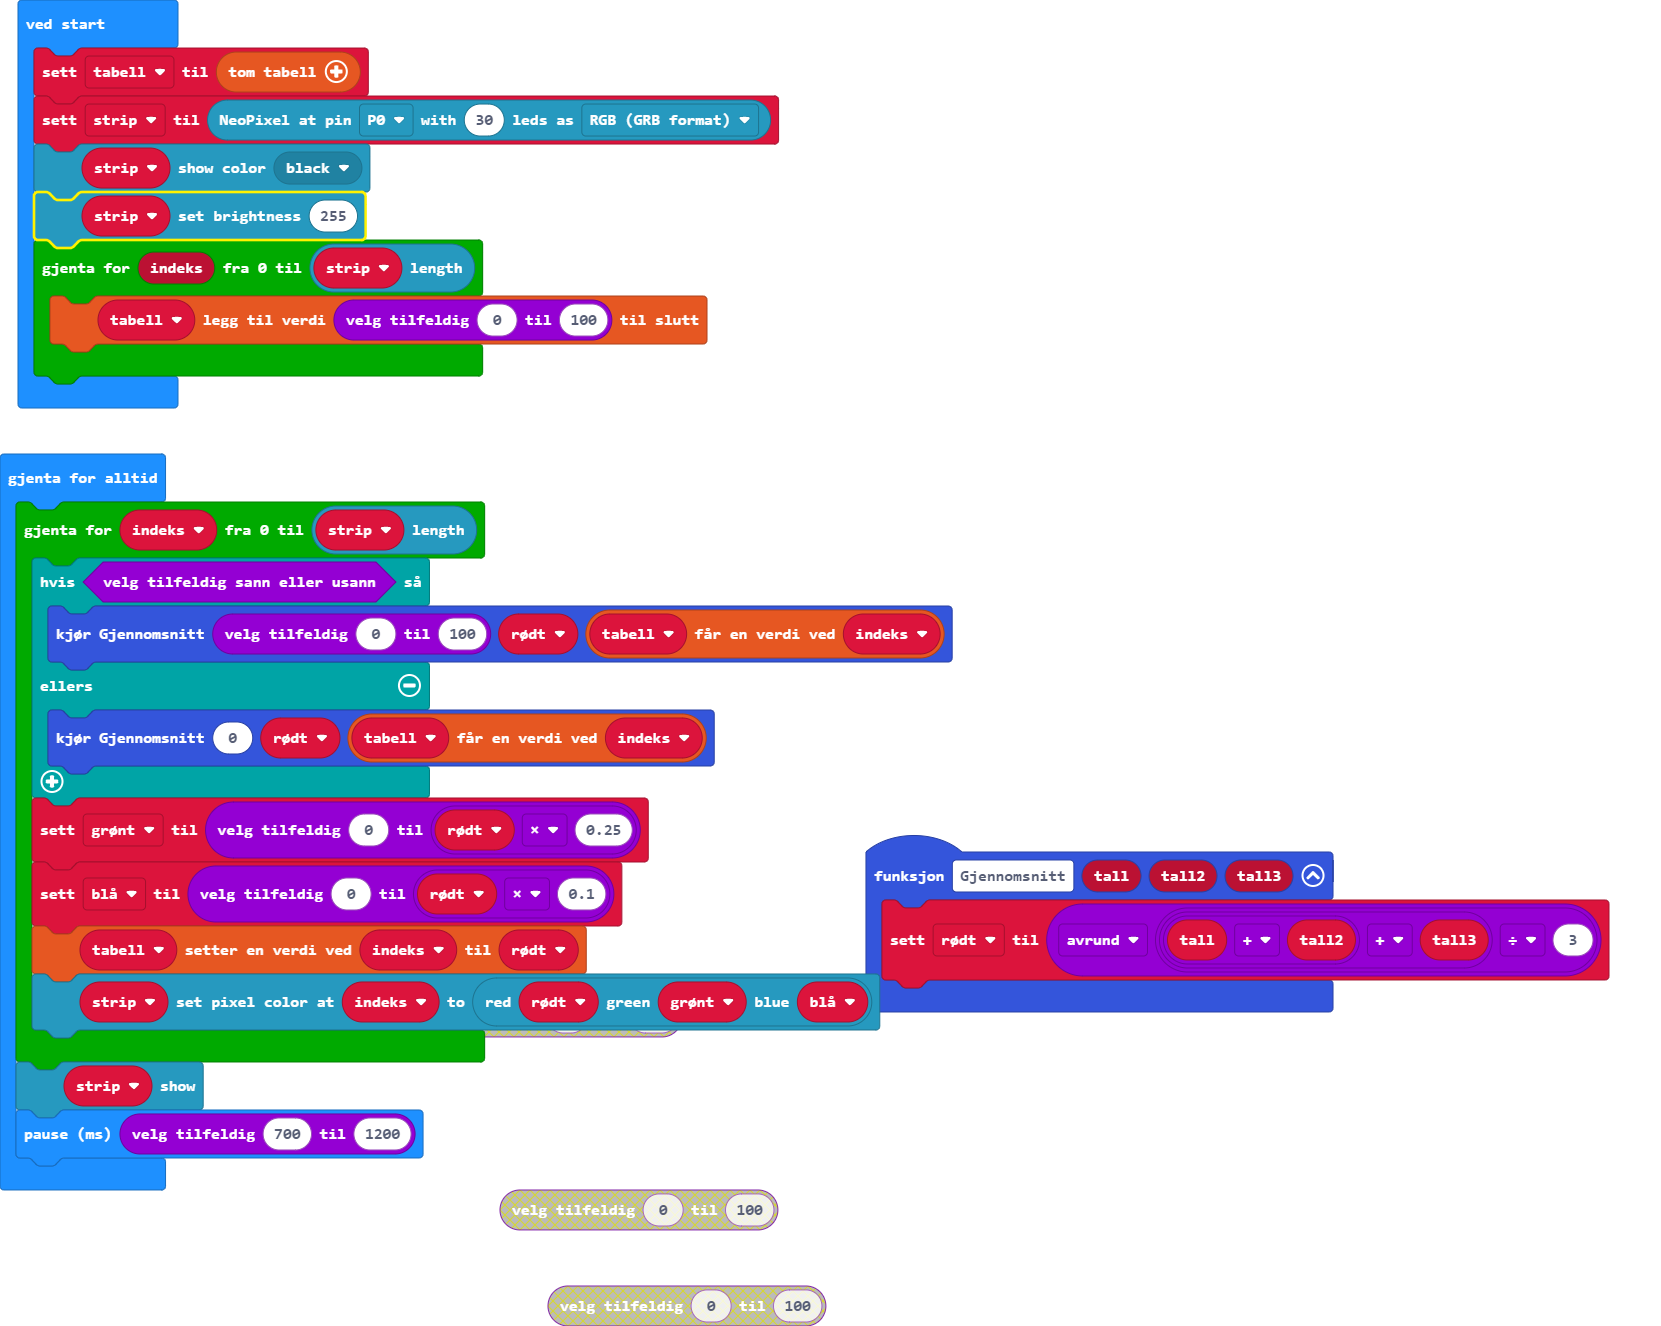 ved start
sett tabell til tom tabell
sett strip til NeoPixel at pin P0 with 30 leds as RGB (GRB format)
strip show color black
strip set brightness 255
gjenta for indeks fra 0 til strip length
tabell legg til verdi velg tilfeldig 0 til 100 til slutt
gjenta for alltid
gjenta for indeks fra 0 til strip length
hvis velg tilfeldig sann eller usann så
kjør Gjennomsnitt velg tilfeldig 0 til 100 rødt tabell får en verdi ved indeks
ellers
kjør Gjennomsnitt 0 rødt tabell får en verdi ved indeks
sett grønt til velg tilfeldig 0 til rødt × 0.25
sett blå til velg tilfeldig 0 til rødt × 0.1
tabell setter en verdi ved indeks til rødt
strip set pixel color at indeks to red rødt green grønt blue blå
strip show
pause (ms) velg tilfeldig 700 til 1200
funksjon Gjennomsnitt tall tall2 tall3
sett rødt til avrund tall + tall2 + tall3 ÷ 3
velg tilfeldig 0 til 100
velg tilfeldig 0 til 100